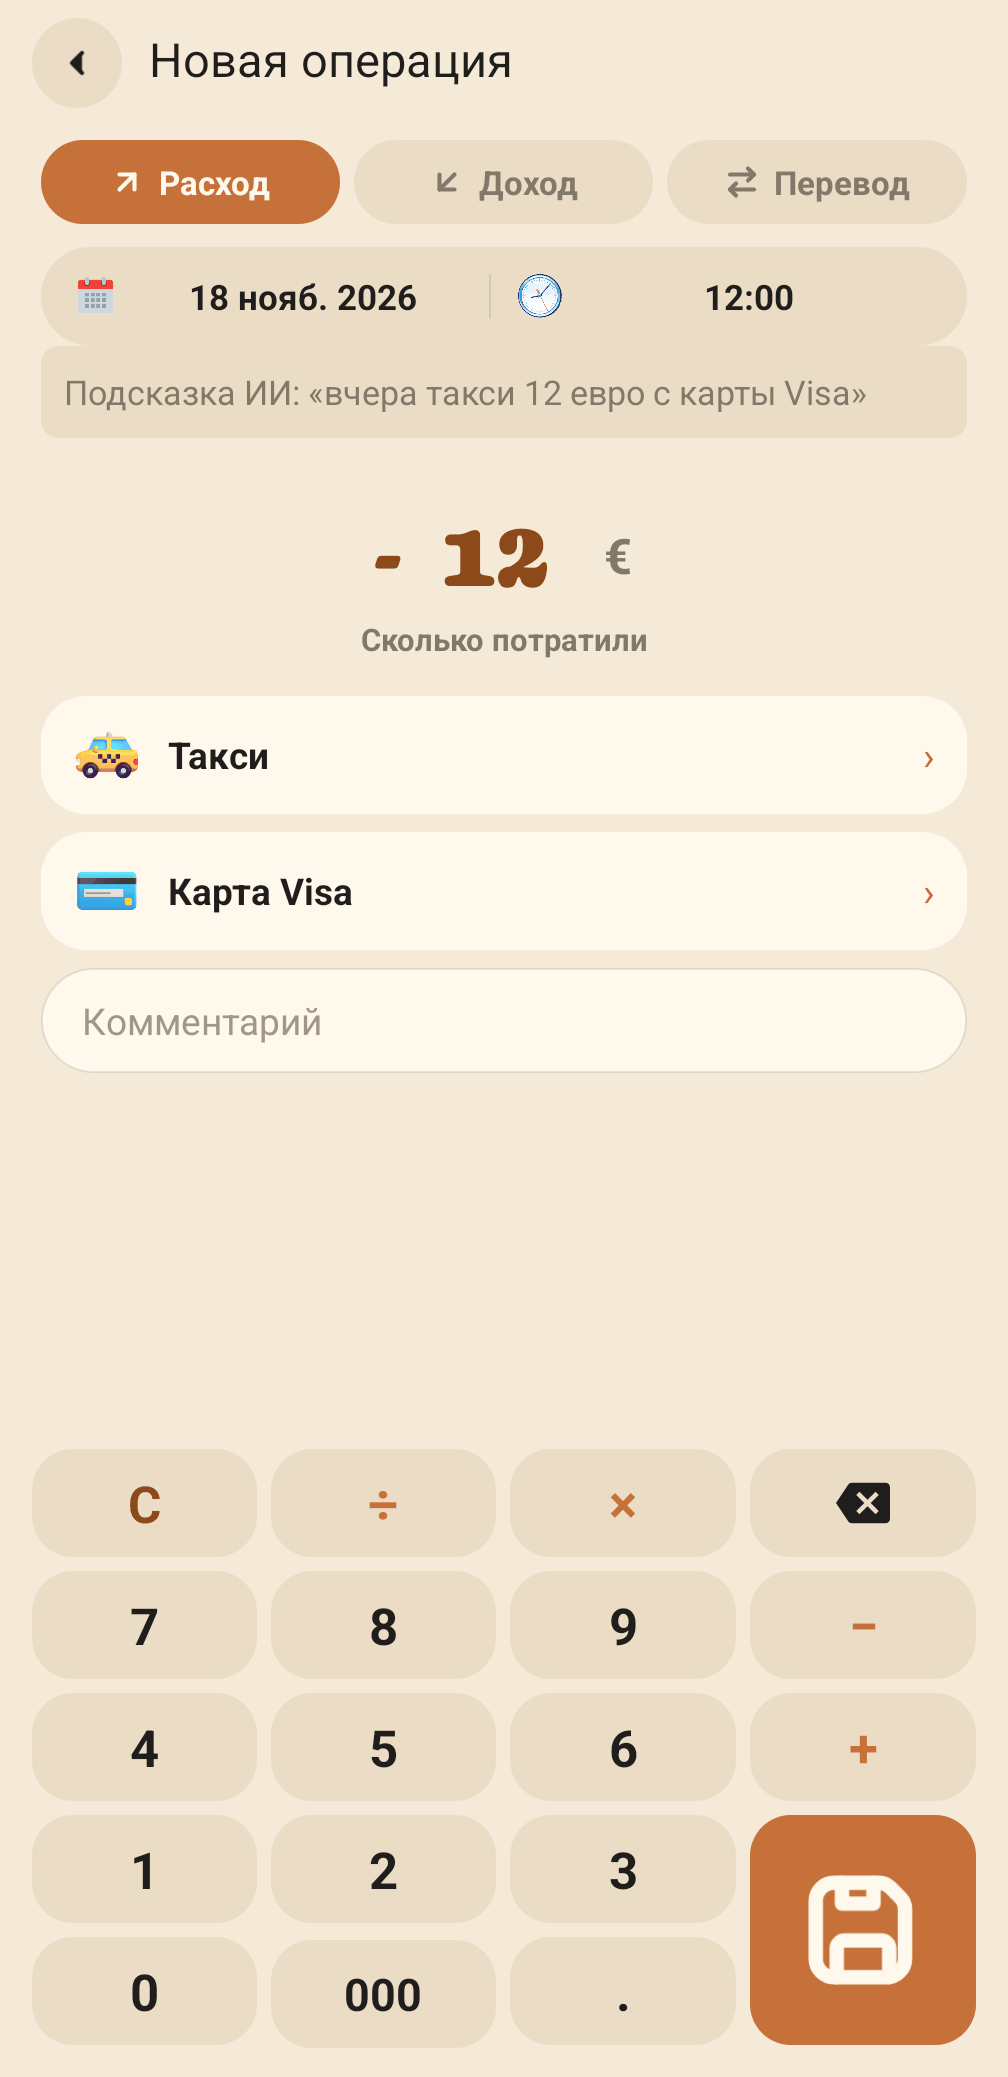 Новая операция
Расход
Доход
Перевод
18 нояб. 2026
12:00
Подсказка ИИ: «вчера такси 12 евро с карты Visa»
- 12 €
Сколько потратили
Такси ›
Карта Visa ›
Комментарий
C ÷ ×
7 8 9 −
4 5 6 +
1 2 3
0 000 .